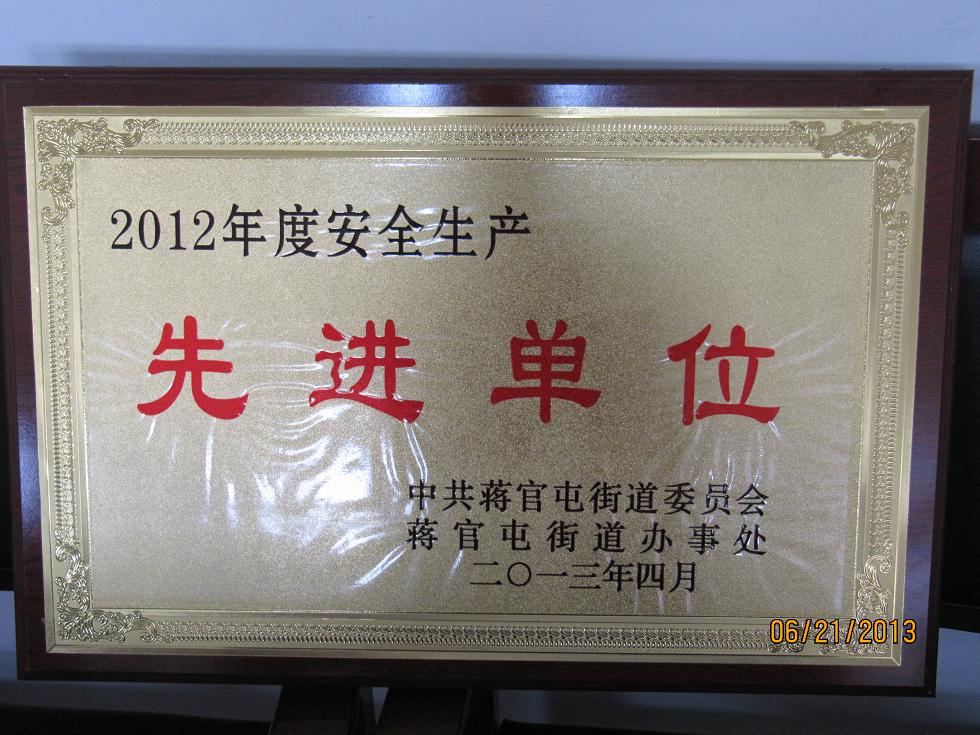 2012年度安全生产
先进单位
中共蒋官屯街道委员会
蒋官屯街道办事处
二〇一三年四月
06/21/2013